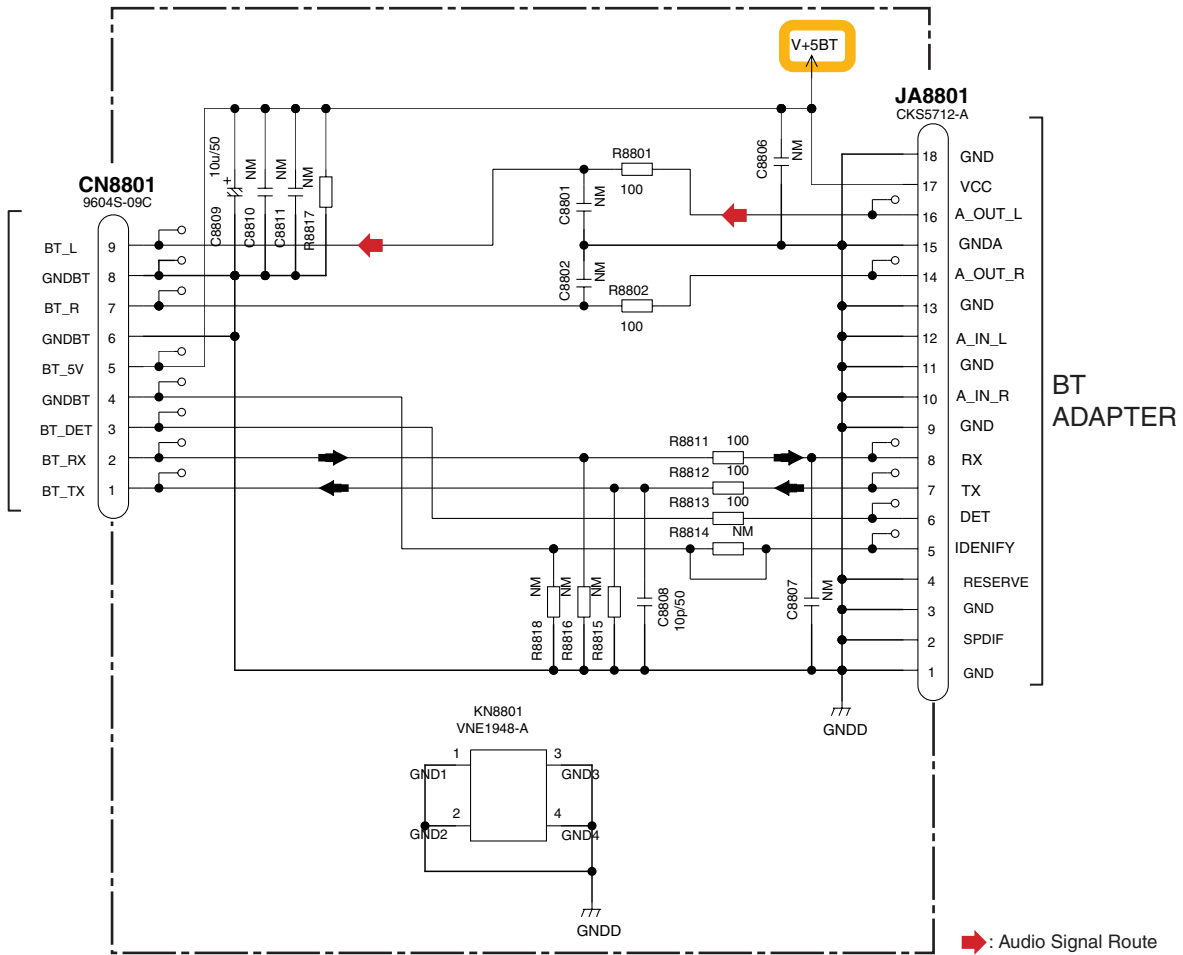 V+5BT
JA8801
CKS5712-A
CN8801
9604S-09C
10u/50
C8809
NM
C8810
NM
C8811
NM
R8817
C8806
NM
R8801
100
C8801
NM
C8802
NM
R8802
100
BT_L 9
GNDBT 8
BT_R 7
GNDBT 6
BT_5V 5
GNDBT 4
BT_DET 3
BT_RX 2
BT_TX 1
18 GND
17 VCC
16 A_OUT_L
15 GNDA
14 A_OUT_R
13 GND
12 A_IN_L
11 GND
10 A_IN_R
9 GND
8 RX
7 TX
6 DET
5 IDENIFY
4 RESERVE
3 GND
2 SPDIF
1 GND
BT
ADAPTER
R8811 100
R8812 100
R8813 100
R8814 NM
R8818
NM
R8816
NM
R8815
NM
C8808
10p/50
C8807
NM
GNDD
KN8801
VNE1948-A
1 3
GND1 GND3
2 4
GND2 GND4
GNDD
: Audio Signal Route